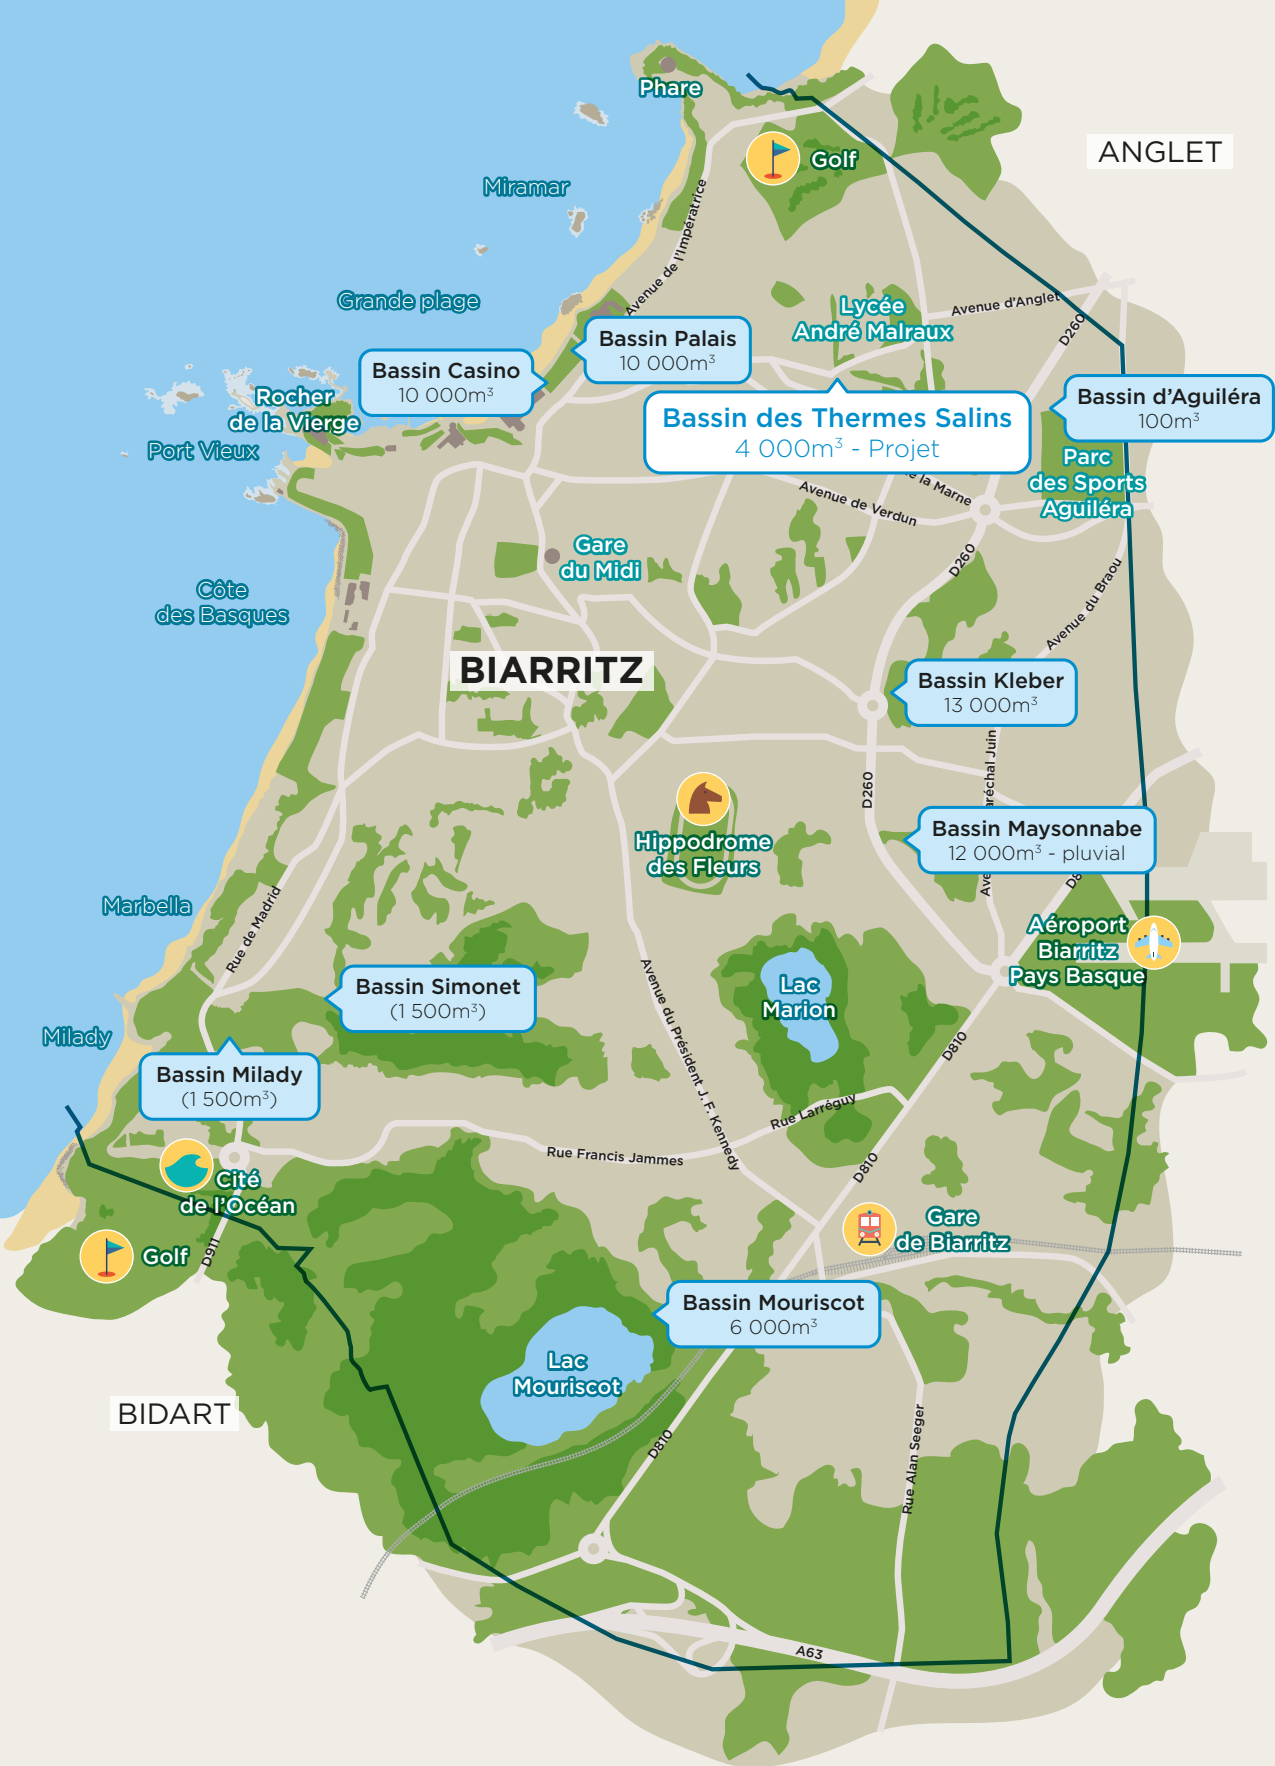 Phare
ANGLET
Golf
Miramar
Avenue de l'Impératrice
Grande plage
Lycée
André Malraux
Avenue d'Anglet
D260
Bassin Palais
10 000m³
Bassin Casino
10 000m³
Rocher
de la Vierge
Port Vieux
Bassin des Thermes Salins
4 000m³ - Projet
Bassin d'Aguiléra
100m³
Parc
des Sports
Aguiléra
e la Marne
Avenue de Verdun
Gare
du Midi
D260
Côte
des Basques
Avenue du Braou
BIARRITZ
Bassin Kleber
13 000m³
D260
aréchal Juin
Ave
Hippodrome
des Fleurs
Bassin Maysonnabe
12 000m³ - pluvial
D8
Marbella
Rue de Madrid
Aéroport
Biarritz
Pays Basque
Bassin Simonet
(1 500m³)
Avenue du Président J. F. Kennedy
Lac
Marion
Milady
D810
Bassin Milady
(1 500m³)
Rue Larréguy
Rue Francis Jammes
D810
Cité
de l'Océan
Gare
de Biarritz
Golf
D911
Bassin Mouriscot
6 000m³
Lac
Mouriscot
BIDART
D810
Rue Alan Seeger
A63